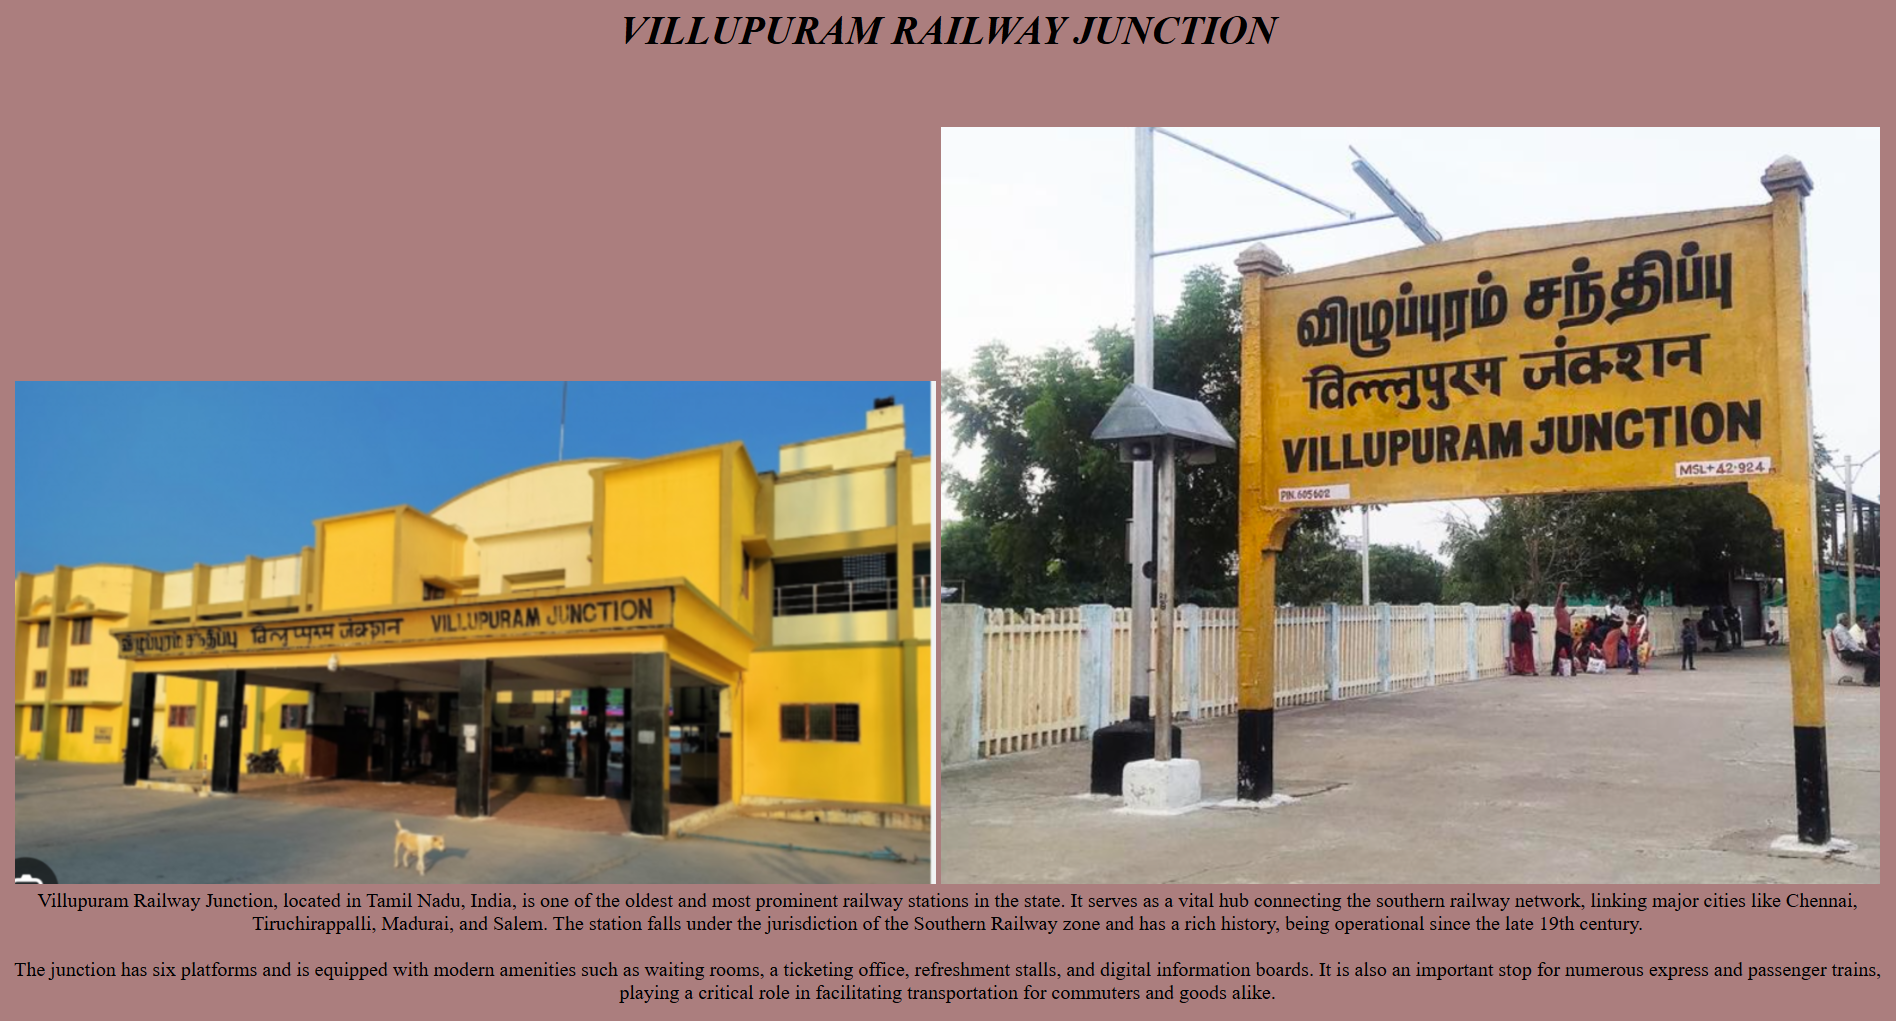 VILLUPURAM RAILWAY JUNCTION
விழுப்புரம் சந்திப்பு
विल्लुपुरम जंक्शन
VILLUPURAM JUNCTION
MSL+42.924 m
PIN.605602
விழுப்புரம் சந்திப்பு विलुप्पुरम जंक्शन VILLUPURAM JUNCTION
Villupuram Railway Junction, located in Tamil Nadu, India, is one of the oldest and most prominent railway stations in the state. It serves as a vital hub connecting the southern railway network, linking major cities like Chennai,
Tiruchirappalli, Madurai, and Salem. The station falls under the jurisdiction of the Southern Railway zone and has a rich history, being operational since the late 19th century.
The junction has six platforms and is equipped with modern amenities such as waiting rooms, a ticketing office, refreshment stalls, and digital information boards. It is also an important stop for numerous express and passenger trains,
playing a critical role in facilitating transportation for commuters and goods alike.